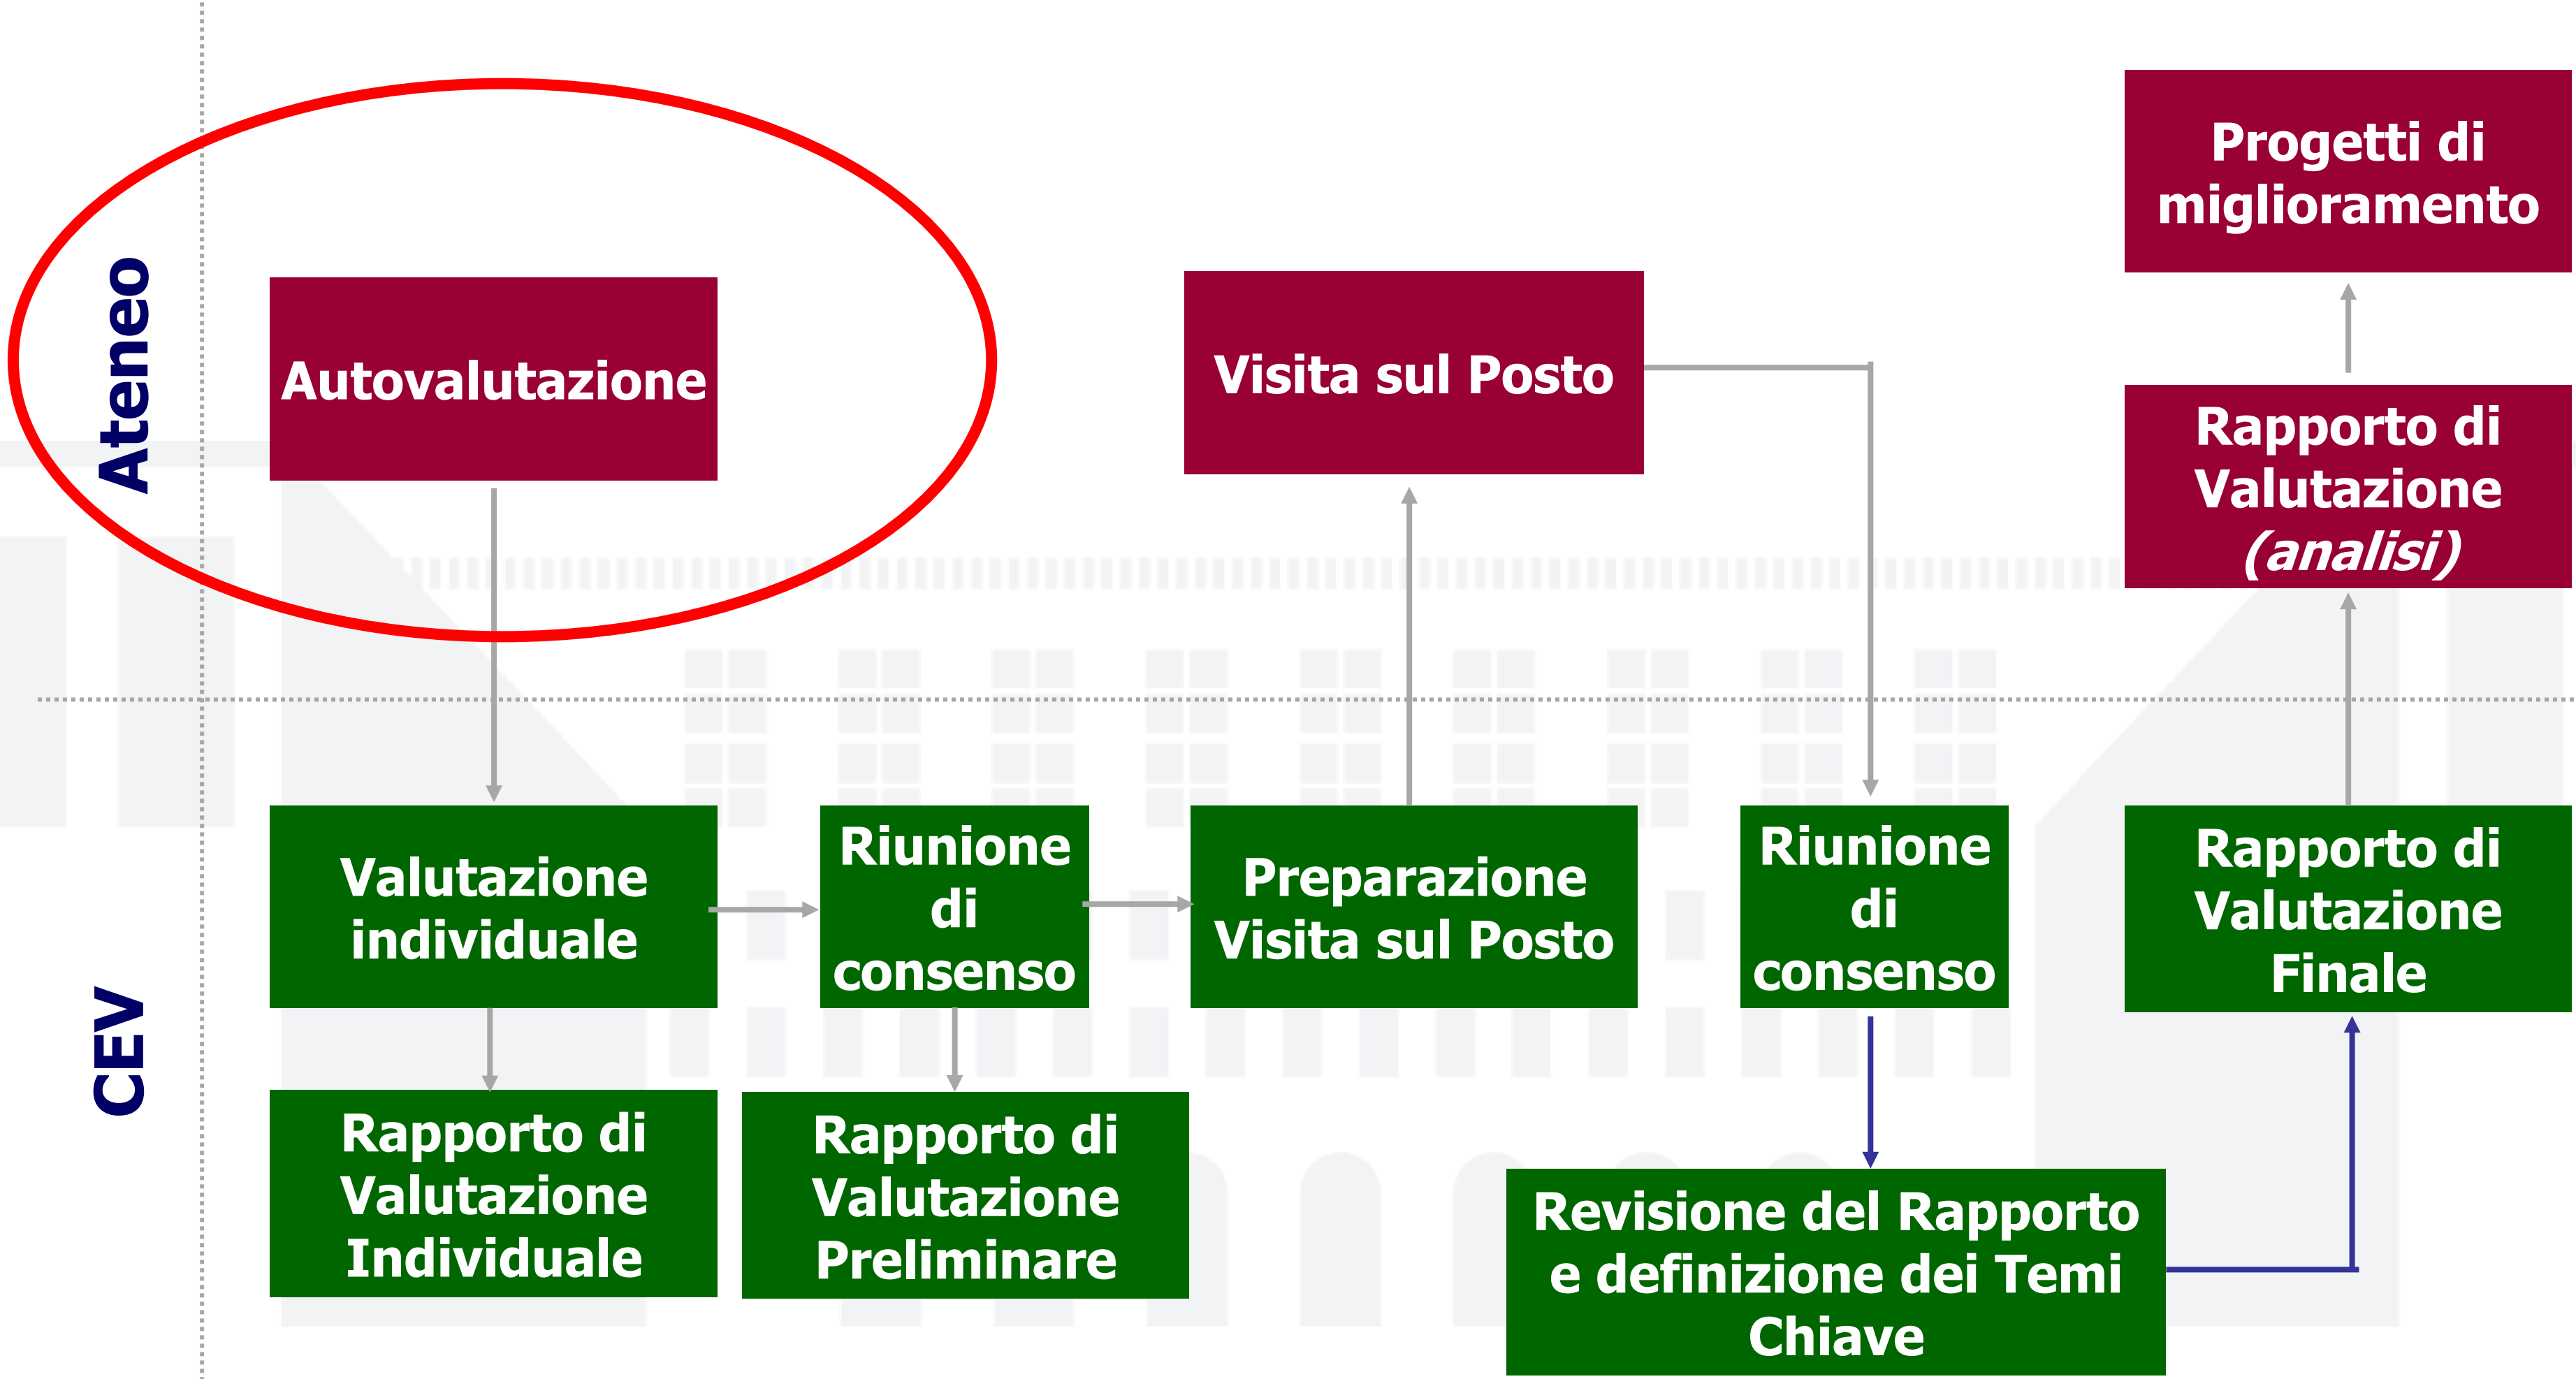 Ateneo
Autovalutazione
Visita sul Posto
Progetti di
miglioramento
Rapporto di
Valutazione
(analisi)
CEV
Valutazione
individuale
Riunione
di
consenso
Preparazione
Visita sul Posto
Riunione
di
consenso
Rapporto di
Valutazione
Finale
Rapporto di
Valutazione
Individuale
Rapporto di
Valutazione
Preliminare
Revisione del Rapporto
e definizione dei Temi
Chiave